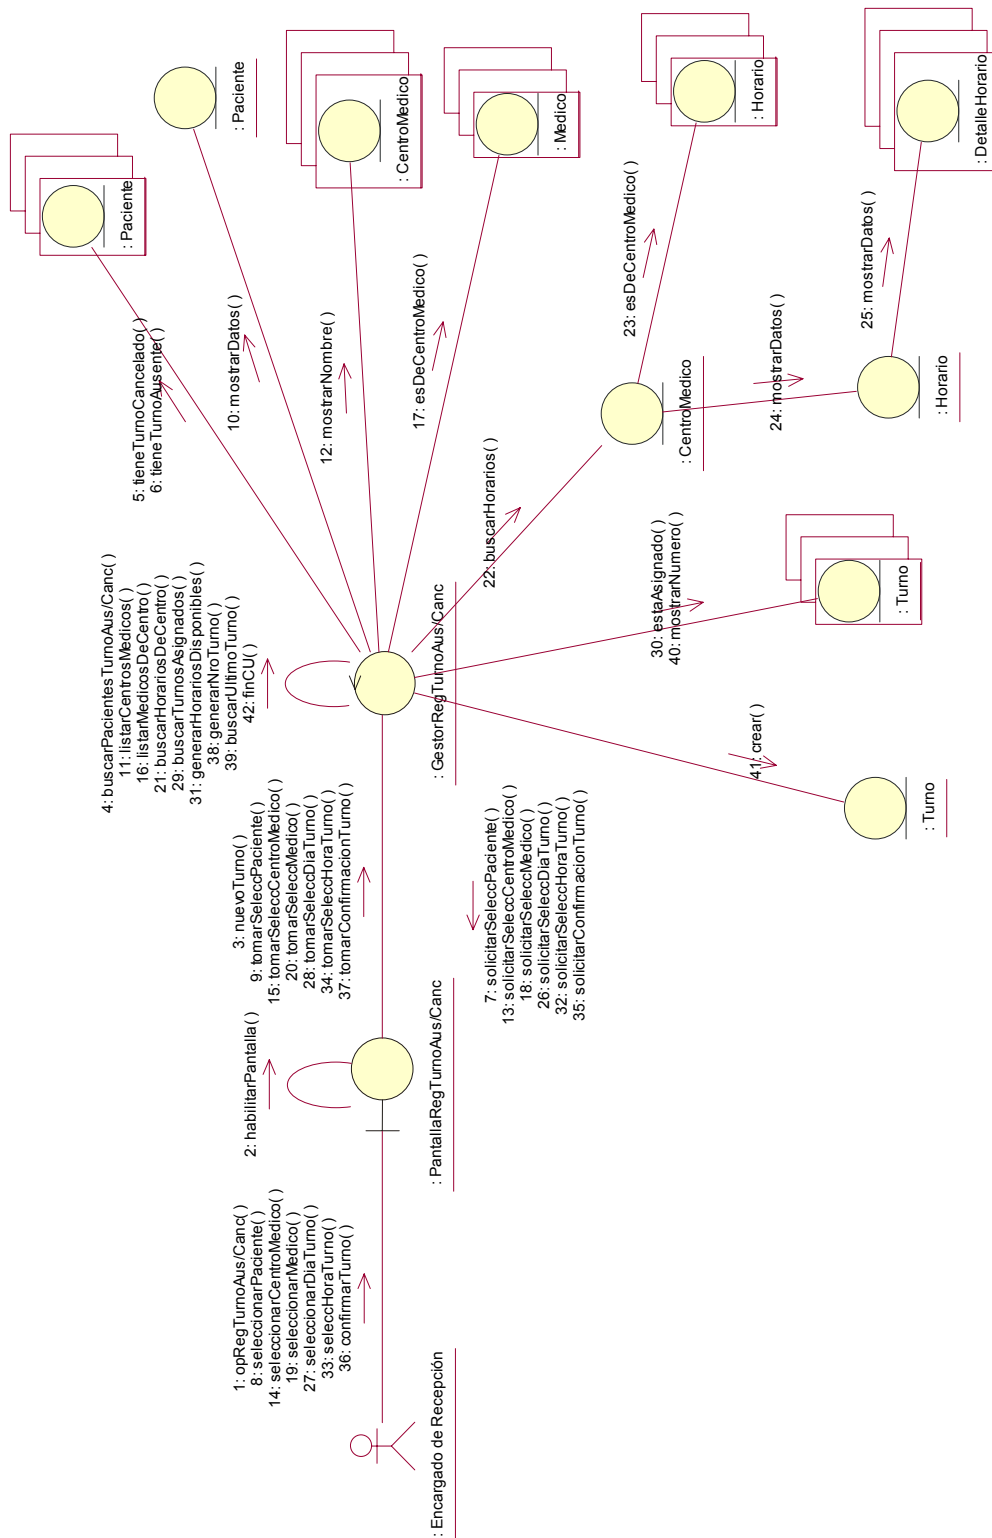 : Encargado de Recepción
1: opRegTurnoAus/Canc( )
8: seleccionarPaciente( )
14: seleccionarCentroMedico( )
19: seleccionarMedico( )
27: seleccionarDiaTurno( )
33: seleccHoraTurno( )
36: confirmarTurno( )
2: habilitarPantalla( )
: PantallaRegTurnoAus/Canc
3: nuevoTurno( )
9: tomarSeleccPaciente( )
15: tomarSeleccCentroMedico( )
20: tomarSeleccMedico( )
28: tomarSeleccDiaTurno( )
34: tomarSeleccHoraTurno( )
37: tomarConfirmacionTurno( )
7: solicitarSeleccPaciente( )
13: solicitarSeleccCentroMedico( )
18: solicitarSeleccMedico( )
26: solicitarSeleccDiaTurno( )
32: solicitarSeleccHoraTurno( )
35: solicitarConfirmacionTurno( )
4: buscarPacientesTurnoAus/Canc( )
11: listarCentrosMedicos( )
16: listarMedicosDeCentro( )
21: buscarHorariosDeCentro( )
29: buscarTurnosAsignados( )
31: generarHorariosDisponibles( )
38: generarNroTurno( )
39: buscarUltimoTurno( )
42: finCU( )
: GestorRegTurnoAus/Canc
5: tieneTurnoCancelado( )
6: tieneTurnoAusente( )
: Paciente
10: mostrarDatos( )
: Paciente
12: mostrarNombre( )
: CentroMedico
17: esDeCentroMedico( )
: Medico
22: buscarHorarios( )
: CentroMedico
23: esDeCentroMedico( )
: Horario
24: mostrarDatos( )
: Horario
25: mostrarDatos( )
: DetalleHorario
30: estaAsignado( )
40: mostrarNumero( )
: Turno
41: crear( )
: Turno